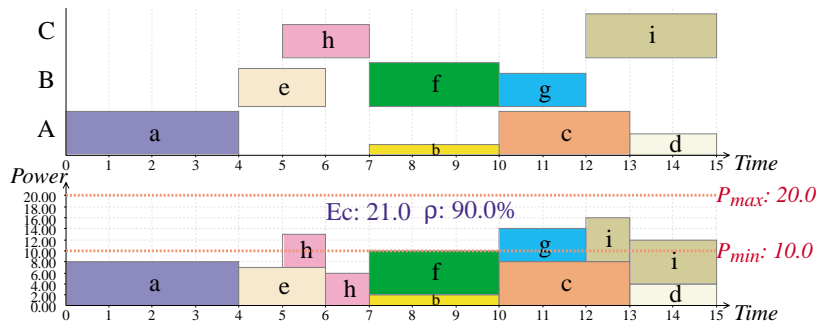 C
h
i
B
e
f
g
A
a
b
c
d
0 1 2 3 4 5 6 7 8 9 10 11 12 13 14 15 Time
Power
20.00
18.00
16.00
14.00
12.00
10.00
8.00
6.00
4.00
2.00
0.00
Ec: 21.0 ρ: 90.0%
Pmax: 20.0
Pmin: 10.0
h
g
i
a
e
h
f
b
c
i
d
0 1 2 3 4 5 6 7 8 9 10 11 12 13 14 15 Time